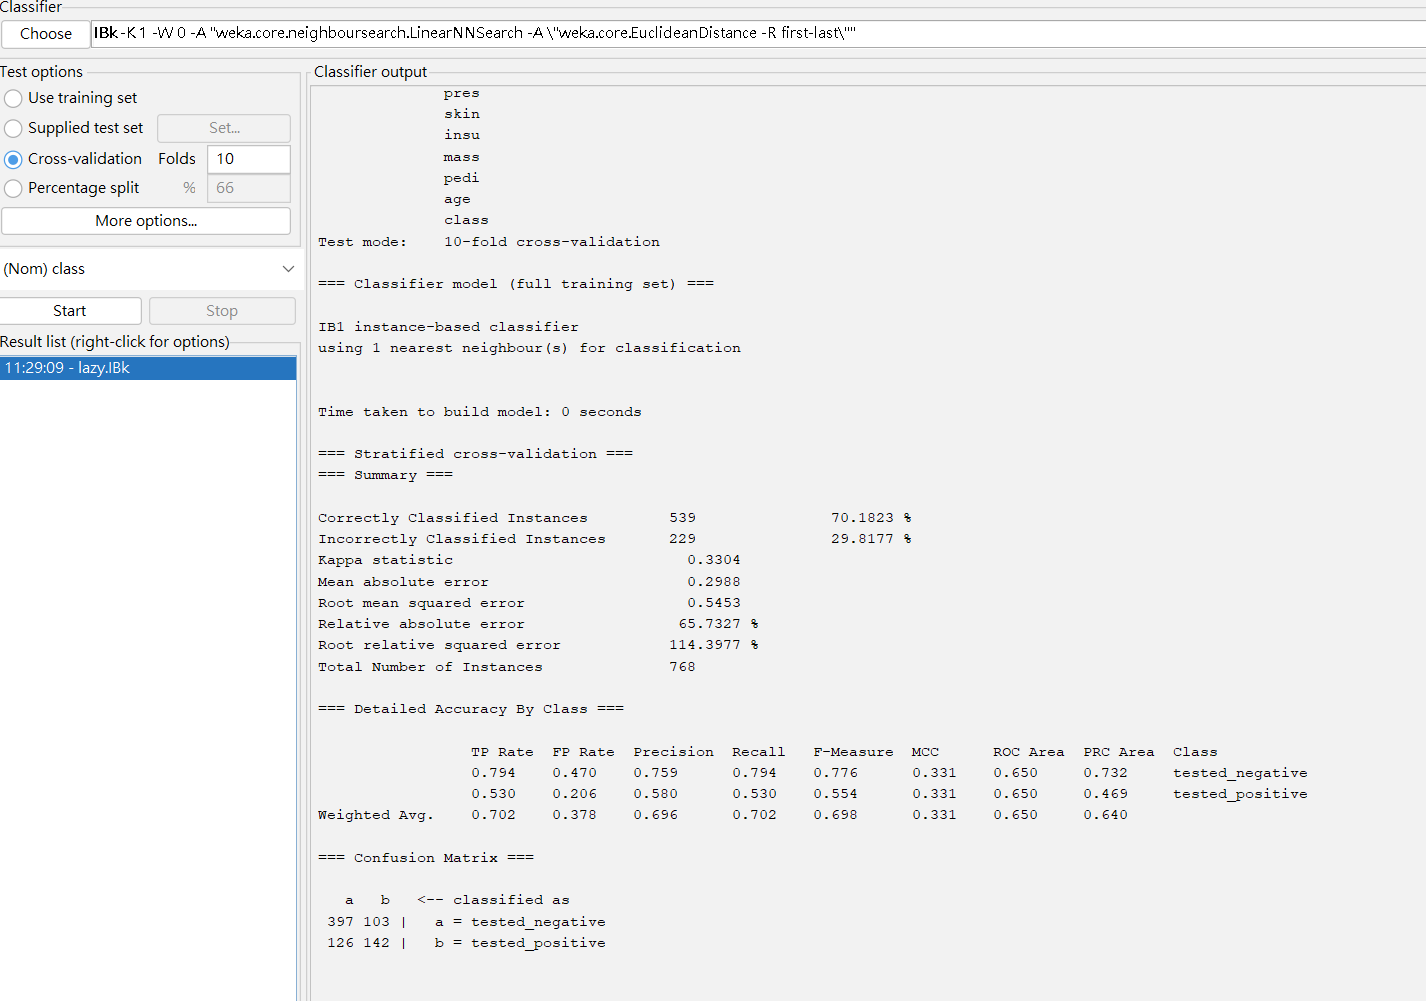 Classifier
Choose IBk -K 1 -W 0 -A "weka.core.neighboursearch.LinearNNSearch -A \"weka.core.EuclideanDistance -R first-last\""
Test options
Use training set
Supplied test set Set...
Cross-validation Folds 10
Percentage split % 66
More options...
(Nom) class
Start Stop
Result list (right-click for options)
11:29:09 - lazy.IBk
Classifier output
pres
skin
insu
mass
pedi
age
class
Test mode: 10-fold cross-validation
=== Classifier model (full training set) ===
IB1 instance-based classifier
using 1 nearest neighbour(s) for classification
Time taken to build model: 0 seconds
=== Stratified cross-validation ===
=== Summary ===
Correctly Classified Instances 539 70.1823 %
Incorrectly Classified Instances 229 29.8177 %
Kappa statistic 0.3304
Mean absolute error 0.2988
Root mean squared error 0.5453
Relative absolute error 65.7327 %
Root relative squared error 114.3977 %
Total Number of Instances 768
=== Detailed Accuracy By Class ===
TP Rate FP Rate Precision Recall F-Measure MCC ROC Area PRC Area Class
0.794 0.470 0.759 0.794 0.776 0.331 0.650 0.732 tested_negative
0.530 0.206 0.580 0.530 0.554 0.331 0.650 0.469 tested_positive
Weighted Avg. 0.702 0.378 0.696 0.702 0.698 0.331 0.650 0.640
=== Confusion Matrix ===
a b <-- classified as
397 103 | a = tested_negative
126 142 | b = tested_positive